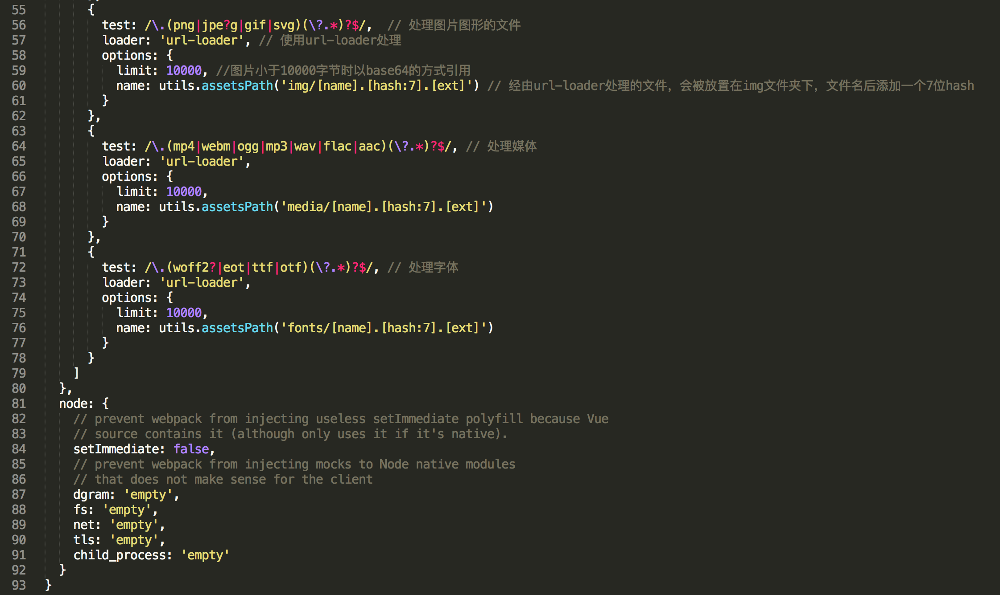 55 {
56 test: /\.(png|jpe?g|gif|svg)(\?.*)?$/,  // 处理图片图形的文件
57 loader: 'url-loader', // 使用url-loader处理
58 options: {
59 limit: 10000, //图片小于10000字节时以base64的方式引用
60 name: utils.assetsPath('img/[name].[hash:7].[ext]') // 经由url-loader处理的文件，会被放置在img文件夹下，文件名后添加一个7位hash
61 }
62 },
63 {
64 test: /\.(mp4|webm|ogg|mp3|wav|flac|aac)(\?.*)?$/, // 处理媒体
65 loader: 'url-loader',
66 options: {
67 limit: 10000,
68 name: utils.assetsPath('media/[name].[hash:7].[ext]')
69 }
70 },
71 {
72 test: /\.(woff2?|eot|ttf|otf)(\?.*)?$/, // 处理字体
73 loader: 'url-loader',
74 options: {
75 limit: 10000,
76 name: utils.assetsPath('fonts/[name].[hash:7].[ext]')
77 }
78 }
79 ]
80 },
81 node: {
82 // prevent webpack from injecting useless setImmediate polyfill because Vue
83 // source contains it (although only uses it if it's native).
84 setImmediate: false,
85 // prevent webpack from injecting mocks to Node native modules
86 // that does not make sense for the client
87 dgram: 'empty',
88 fs: 'empty',
89 net: 'empty',
90 tls: 'empty',
91 child_process: 'empty'
92 }
93 }